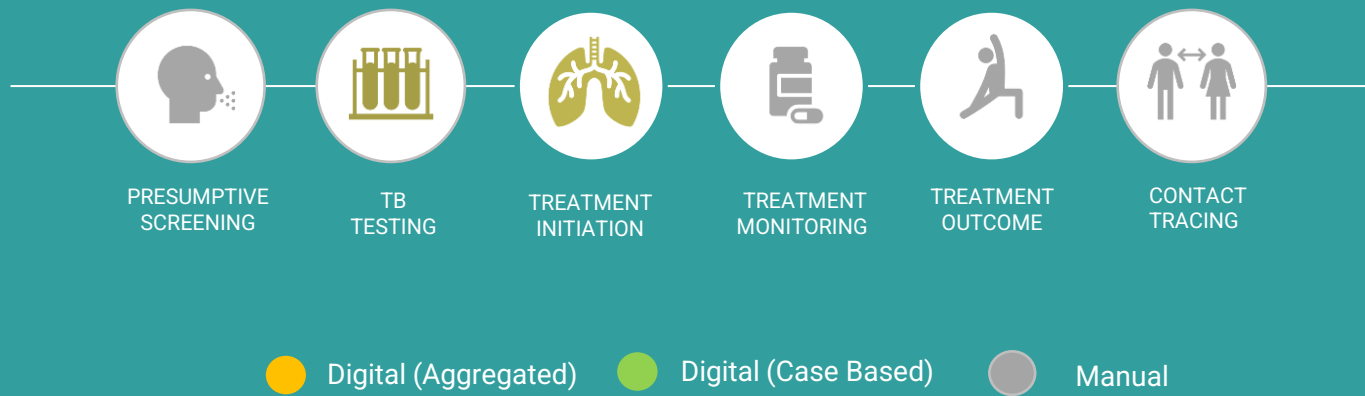 PRESUMPTIVE
SCREENING
TB
TESTING
TREATMENT
INITIATION
TREATMENT
MONITORING
TREATMENT
OUTCOME
CONTACT
TRACING
Digital (Aggregated)
Digital (Case Based)
Manual